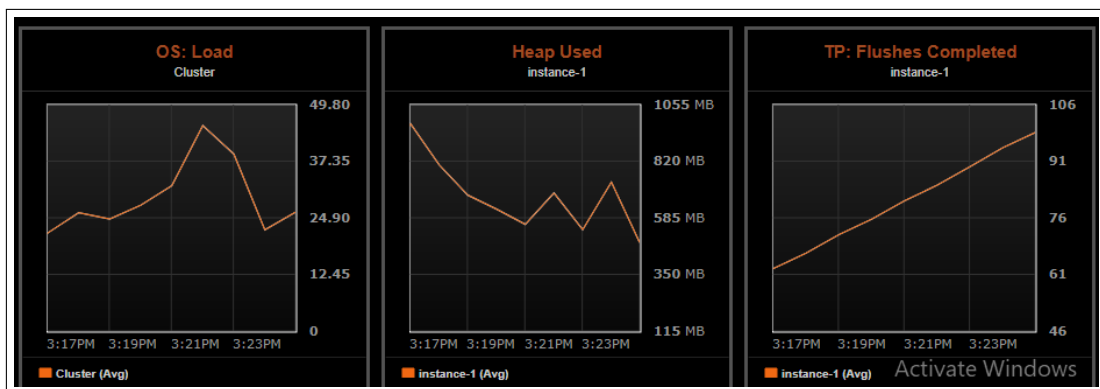 OS: Load
Cluster
49.80
37.35
24.90
12.45
0
3:17PM 3:19PM 3:21PM 3:23PM
Cluster (Avg)
Heap Used
instance-1
1055 MB
820 MB
585 MB
350 MB
115 MB
3:17PM 3:19PM 3:21PM 3:23PM
instance-1 (Avg)
TP: Flushes Completed
instance-1
106
91
76
61
46
3:17PM 3:19PM 3:21PM 3:23PM
instance-1 (Avg)
Activate Windows